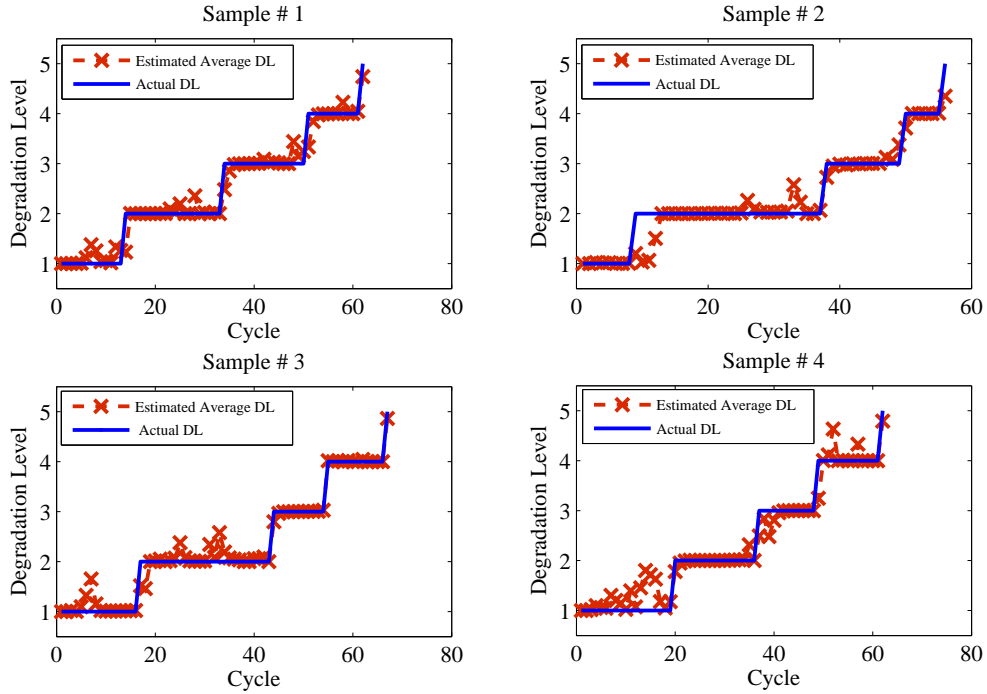 Sample # 1
Estimated Average DL
Actual DL
Degradation Level
5
4
3
2
1
0
20
40
60
80
Cycle
Sample # 2
Estimated Average DL
Actual DL
Degradation Level
5
4
3
2
1
0
20
40
60
80
Cycle
Sample # 3
Estimated Average DL
Actual DL
Degradation Level
5
4
3
2
1
0
20
40
60
80
Cycle
Sample # 4
Estimated Average DL
Actual DL
Degradation Level
5
4
3
2
1
0
20
40
60
80
Cycle